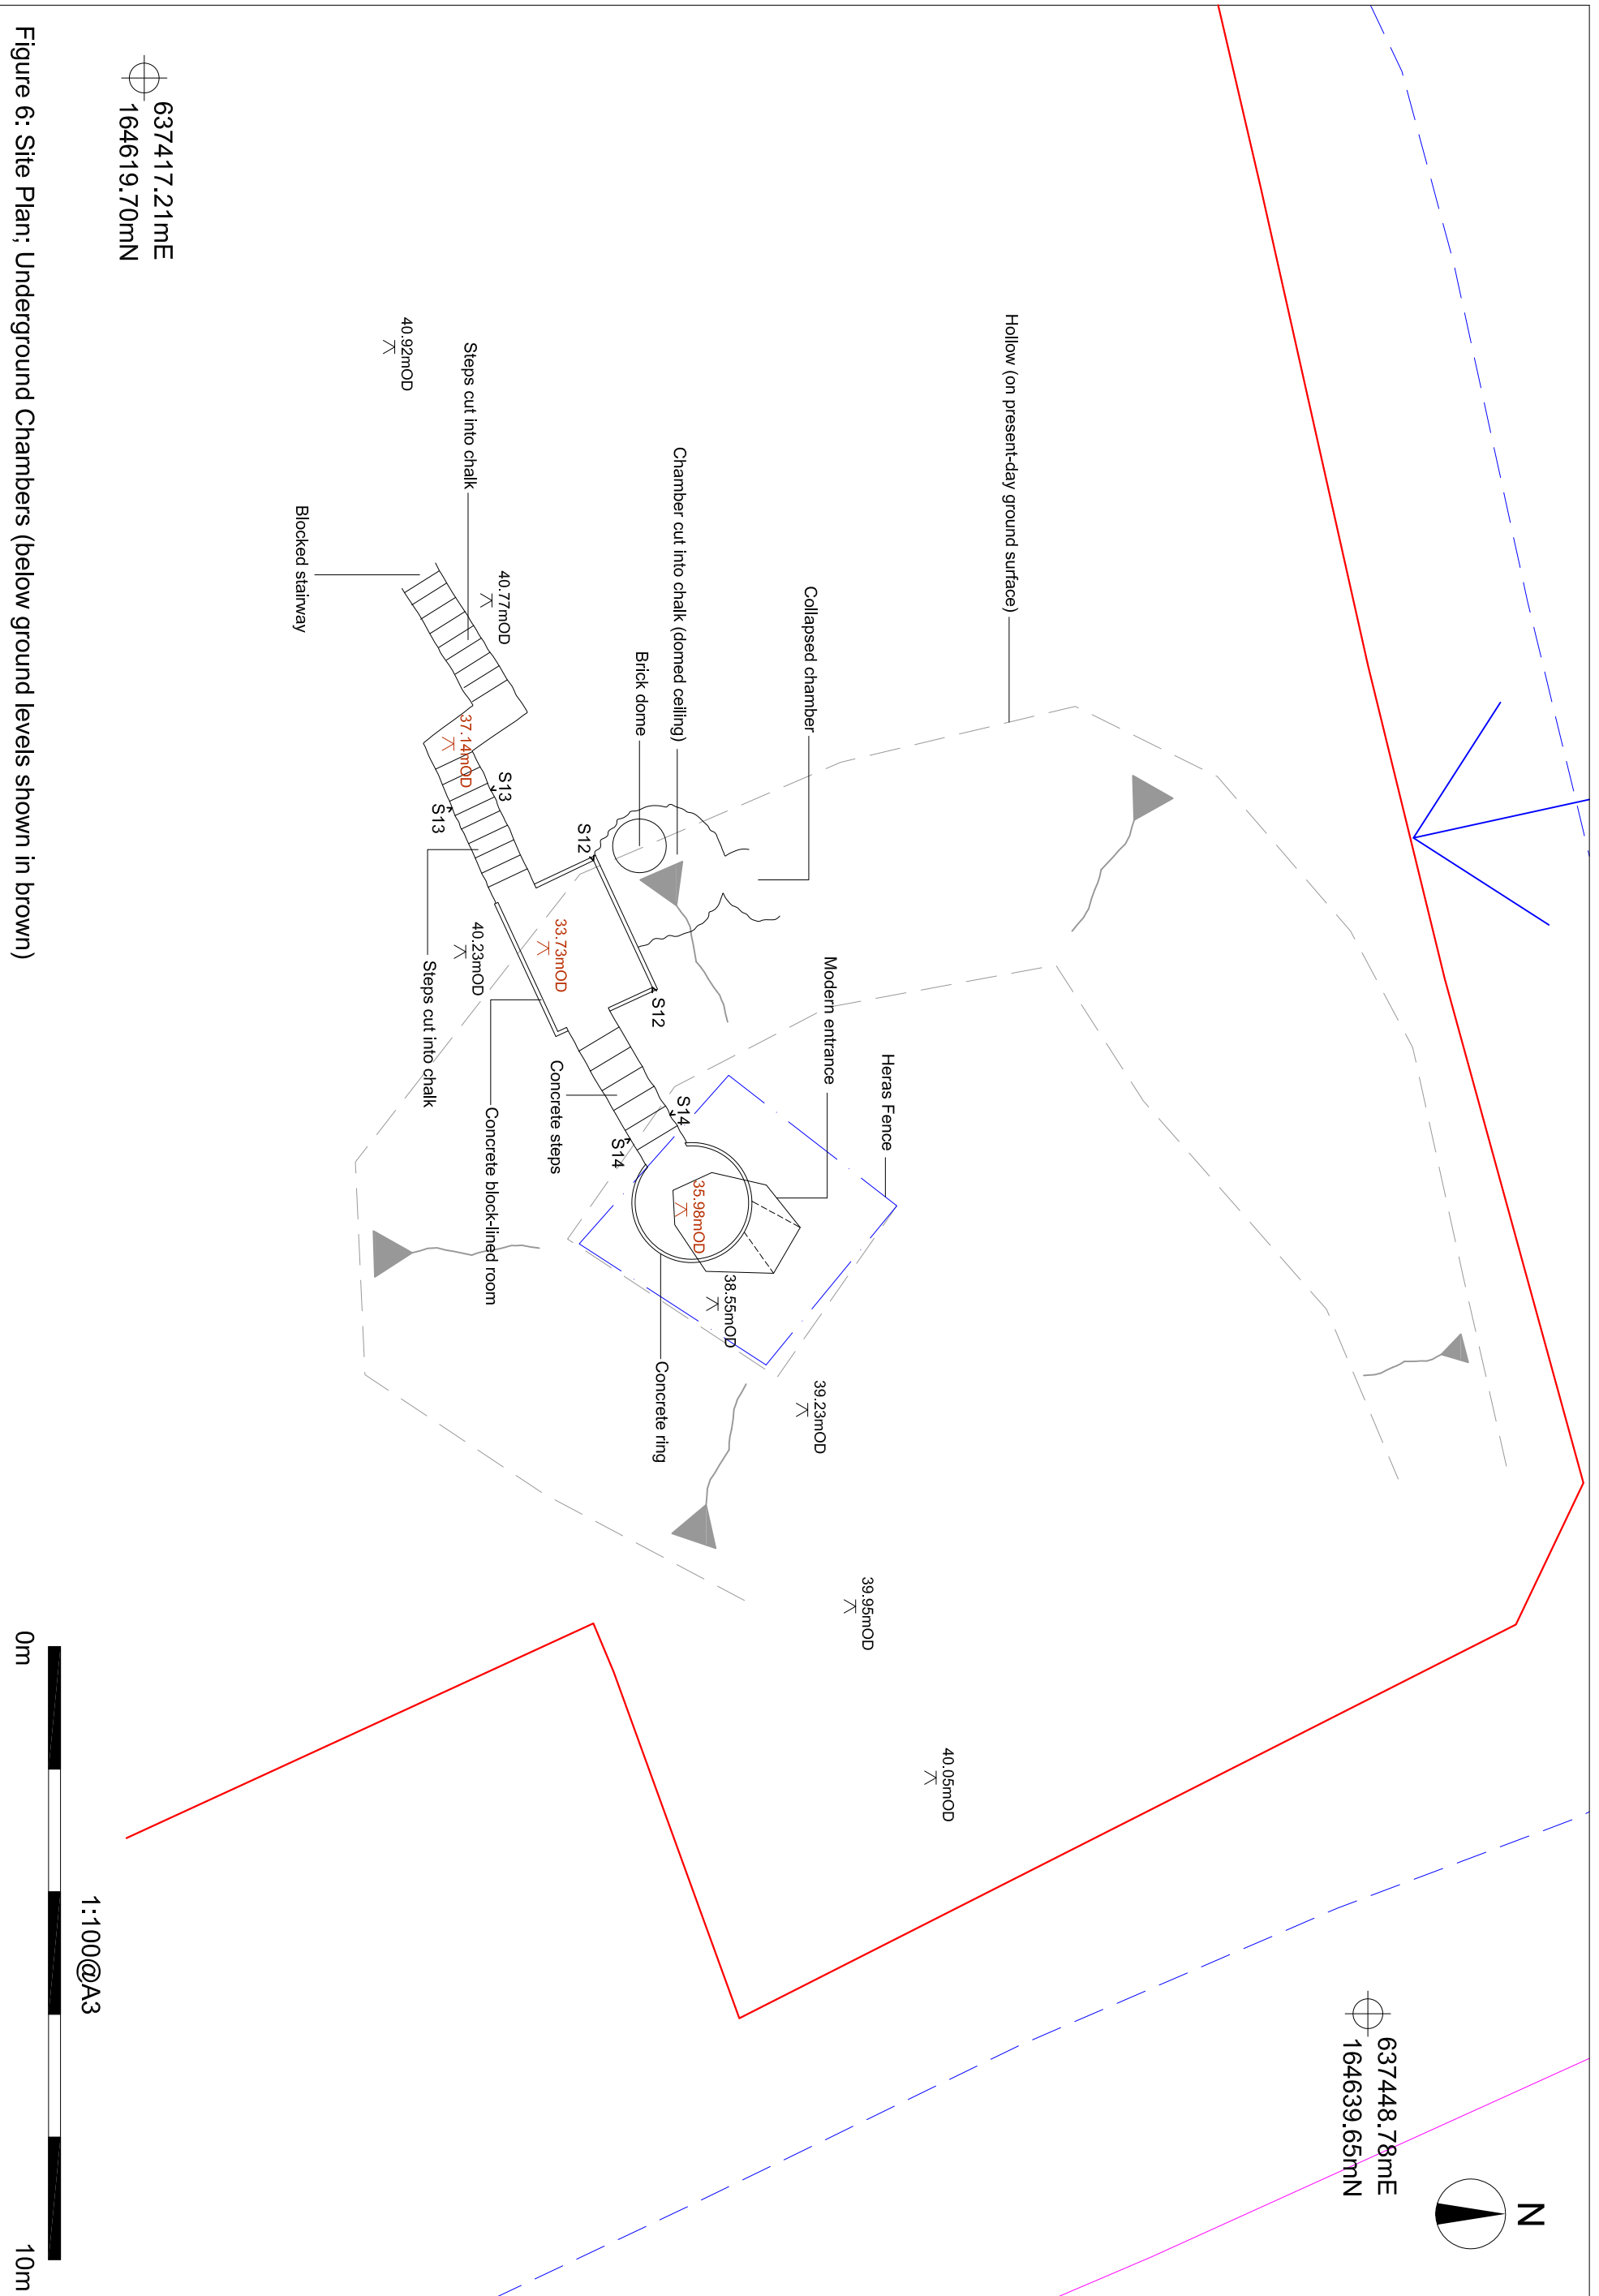 N
637448.78mE
164639.65mN
Hollow (on present-day ground surface)
40.05mOD
Heras Fence
39.95mOD
Modern entrance
39.23mOD
Collapsed chamber
38.55mOD
Chamber cut into chalk (domed ceiling)
35.98mOD
Brick dome
S14
S12
Concrete ring
S12
S14
33.73mOD
Concrete steps
40.77mOD
S13
Concrete block-lined room
Steps cut into chalk
37.14mOD
40.23mOD
S13
Steps cut into chalk
40.92mOD
Blocked stairway
637417.21mE
164619.70mN
1:100@A3
0m
10m
Figure 6: Site Plan; Underground Chambers (below ground levels shown in brown)